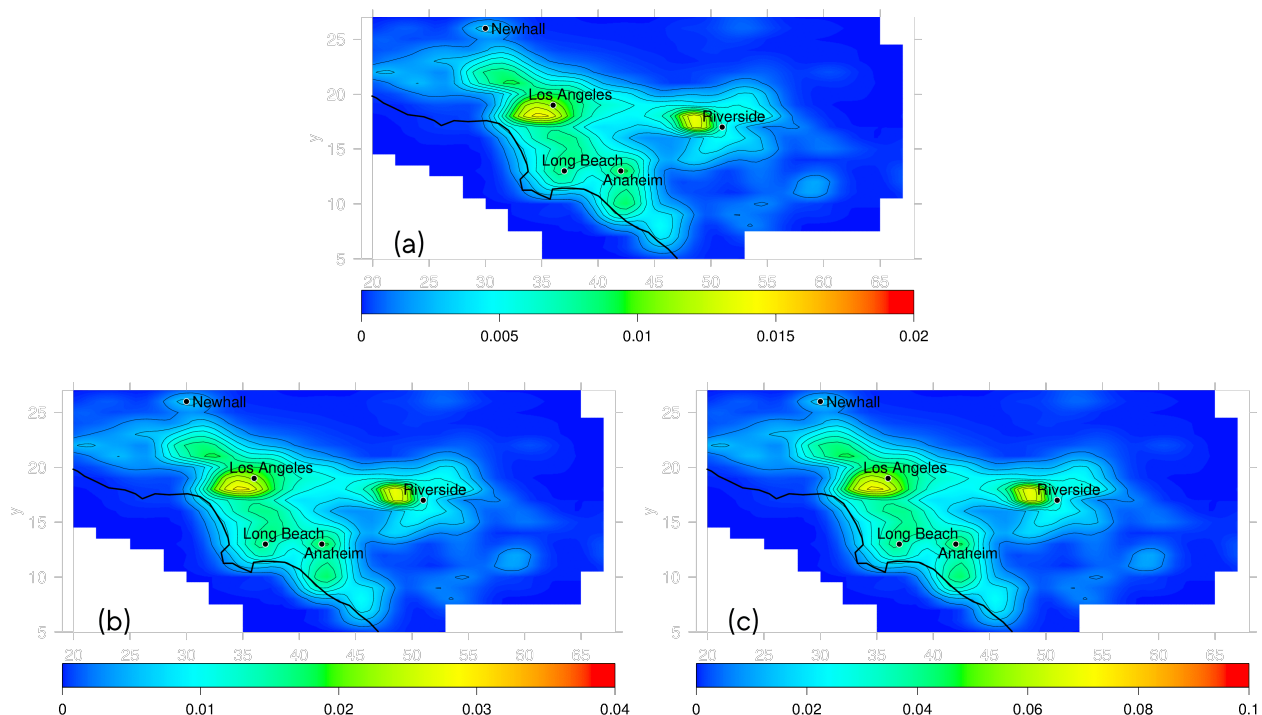 Newhall
25
20
Los Angeles
Riverside
y
15
Long Beach
Anaheim
10
(a)
5
20 30 35 40 45 50 55 60 65
0 0.005 0.01 0.015 0.02
Newhall Newhall
25 25
20 20
Los Angeles Los Angeles
Riverside Riverside
y y
15 15
Long Beach Long Beach
Anaheim Anaheim
10 10
(b) (c)
5 5
20 25 30 35 40 45 50 55 60 65 20 25 30 35 40 45 50 55 60 65
0 0.01 0.02 0.03 0.04 0 0.02 0.04 0.06 0.08 0.1